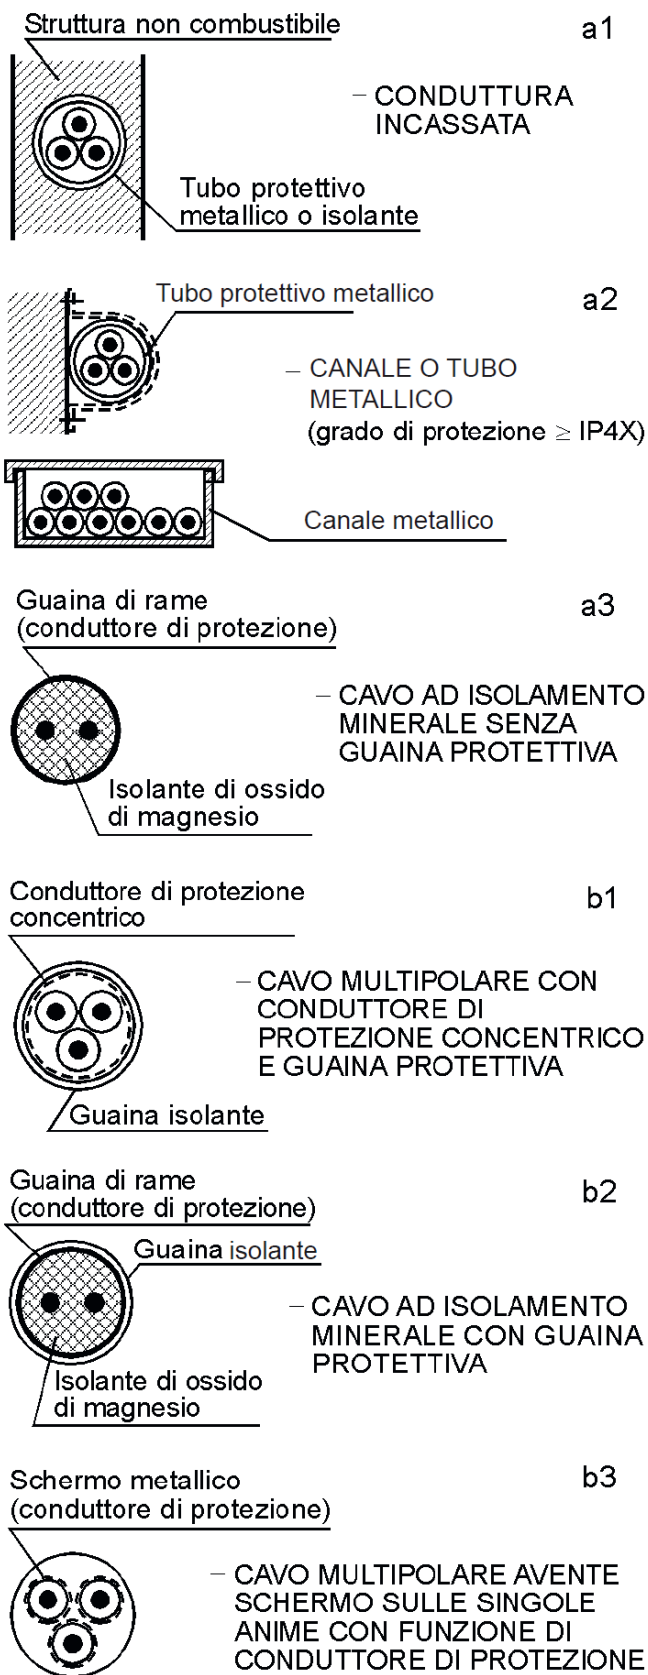 Struttura non combustibile
a1
– CONDUTTURA
INCASSATA
Tubo protettivo
metallico o isolante
Tubo protettivo metallico
a2
– CANALE O TUBO
METALLICO
(grado di protezione ≥ IP4X)
Canale metallico
Guaina di rame
(conduttore di protezione)
a3
– CAVO AD ISOLAMENTO
MINERALE SENZA
GUAINA PROTETTIVA
Isolante di ossido
di magnesio
Conduttore di protezione
concentrico
b1
– CAVO MULTIPOLARE CON
CONDUTTORE DI
PROTEZIONE CONCENTRICO
E GUAINA PROTETTIVA
Guaina isolante
Guaina di rame
(conduttore di protezione)
b2
Guaina isolante
– CAVO AD ISOLAMENTO
MINERALE CON GUAINA
PROTETTIVA
Isolante di ossido
di magnesio
Schermo metallico
(conduttore di protezione)
b3
– CAVO MULTIPOLARE AVENTE
SCHERMO SULLE SINGOLE
ANIME CON FUNZIONE DI
CONDUTTORE DI PROTEZIONE